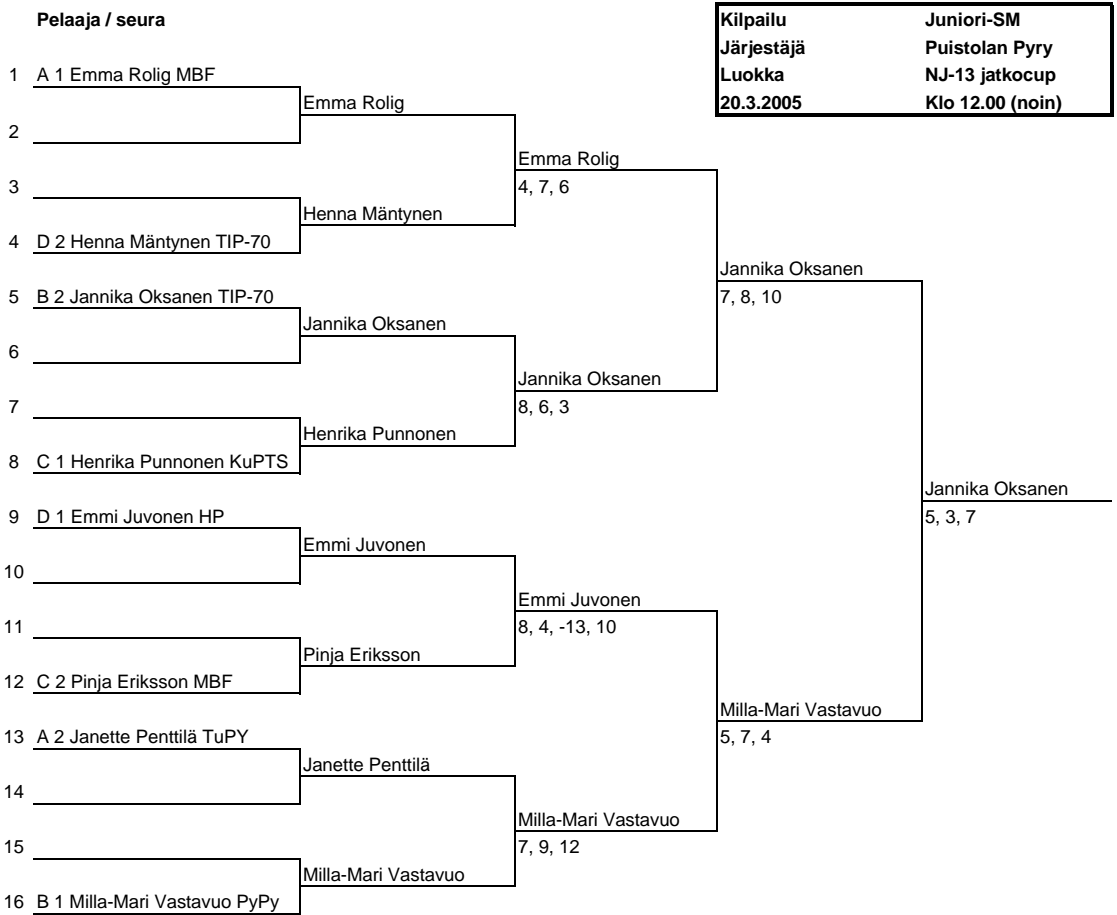 Pelaaja / seura
Kilpailu Juniori-SM
Järjestäjä Puistolan Pyry
Luokka NJ-13 jatkocup
20.3.2005 Klo 12.00 (noin)
1 A 1 Emma Rolig MBF
Emma Rolig
2
Emma Rolig
3 4, 7, 6
Henna Mäntynen
4 D 2 Henna Mäntynen TIP-70
Jannika Oksanen
5 B 2 Jannika Oksanen TIP-70 7, 8, 10
Jannika Oksanen
6
Jannika Oksanen
7 8, 6, 3
Henrika Punnonen
8 C 1 Henrika Punnonen KuPTS
Jannika Oksanen
9 D 1 Emmi Juvonen HP 5, 3, 7
Emmi Juvonen
10
Emmi Juvonen
11 8, 4, -13, 10
Pinja Eriksson
12 C 2 Pinja Eriksson MBF
Milla-Mari Vastavuo
13 A 2 Janette Penttilä TuPY 5, 7, 4
Janette Penttilä
14
Milla-Mari Vastavuo
15 7, 9, 12
Milla-Mari Vastavuo
16 B 1 Milla-Mari Vastavuo PyPy